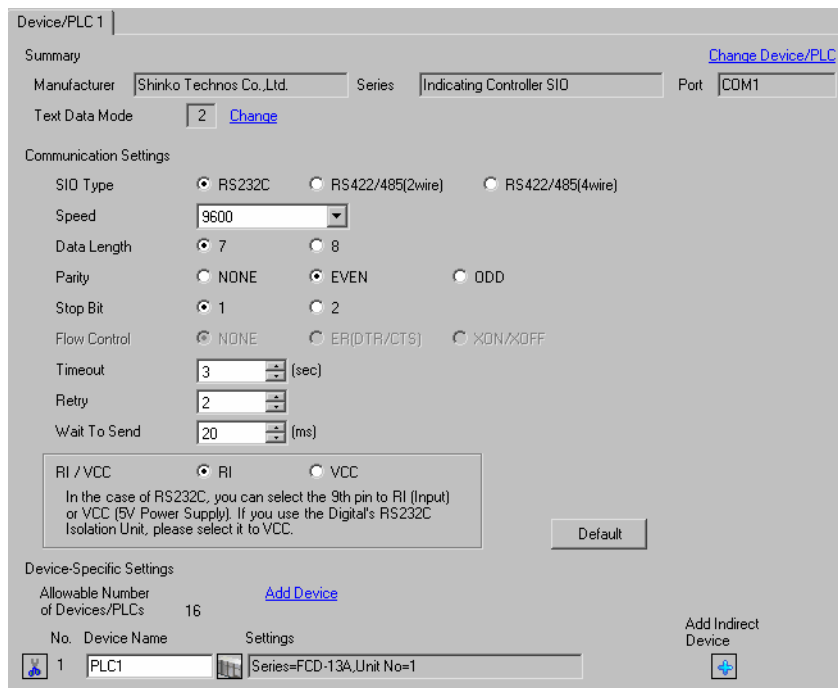 Device/PLC 1
Summary
Change Device/PLC
Manufacturer Shinko Technos Co.,Ltd. Series Indicating Controller SIO Port COM1
Text Data Mode 2 Change
Communication Settings
SIO Type RS232C RS422/485(2wire) RS422/485(4wire)
Speed 9600
Data Length 7 8
Parity NONE EVEN ODD
Stop Bit 1 2
Flow Control NONE ER(DTR/CTS) XON/XOFF
Timeout 3 (sec)
Retry 2
Wait To Send 20 (ms)
RI / VCC RI VCC
In the case of RS232C, you can select the 9th pin to RI (Input)
or VCC (5V Power Supply). If you use the Digital's RS232C
Isolation Unit, please select it to VCC.
Default
Device-Specific Settings
Allowable Number
of Devices/PLCs 16
Add Device
Add Indirect
Device
No. Device Name Settings
1 PLC1 Series=FCD-13A,Unit No=1